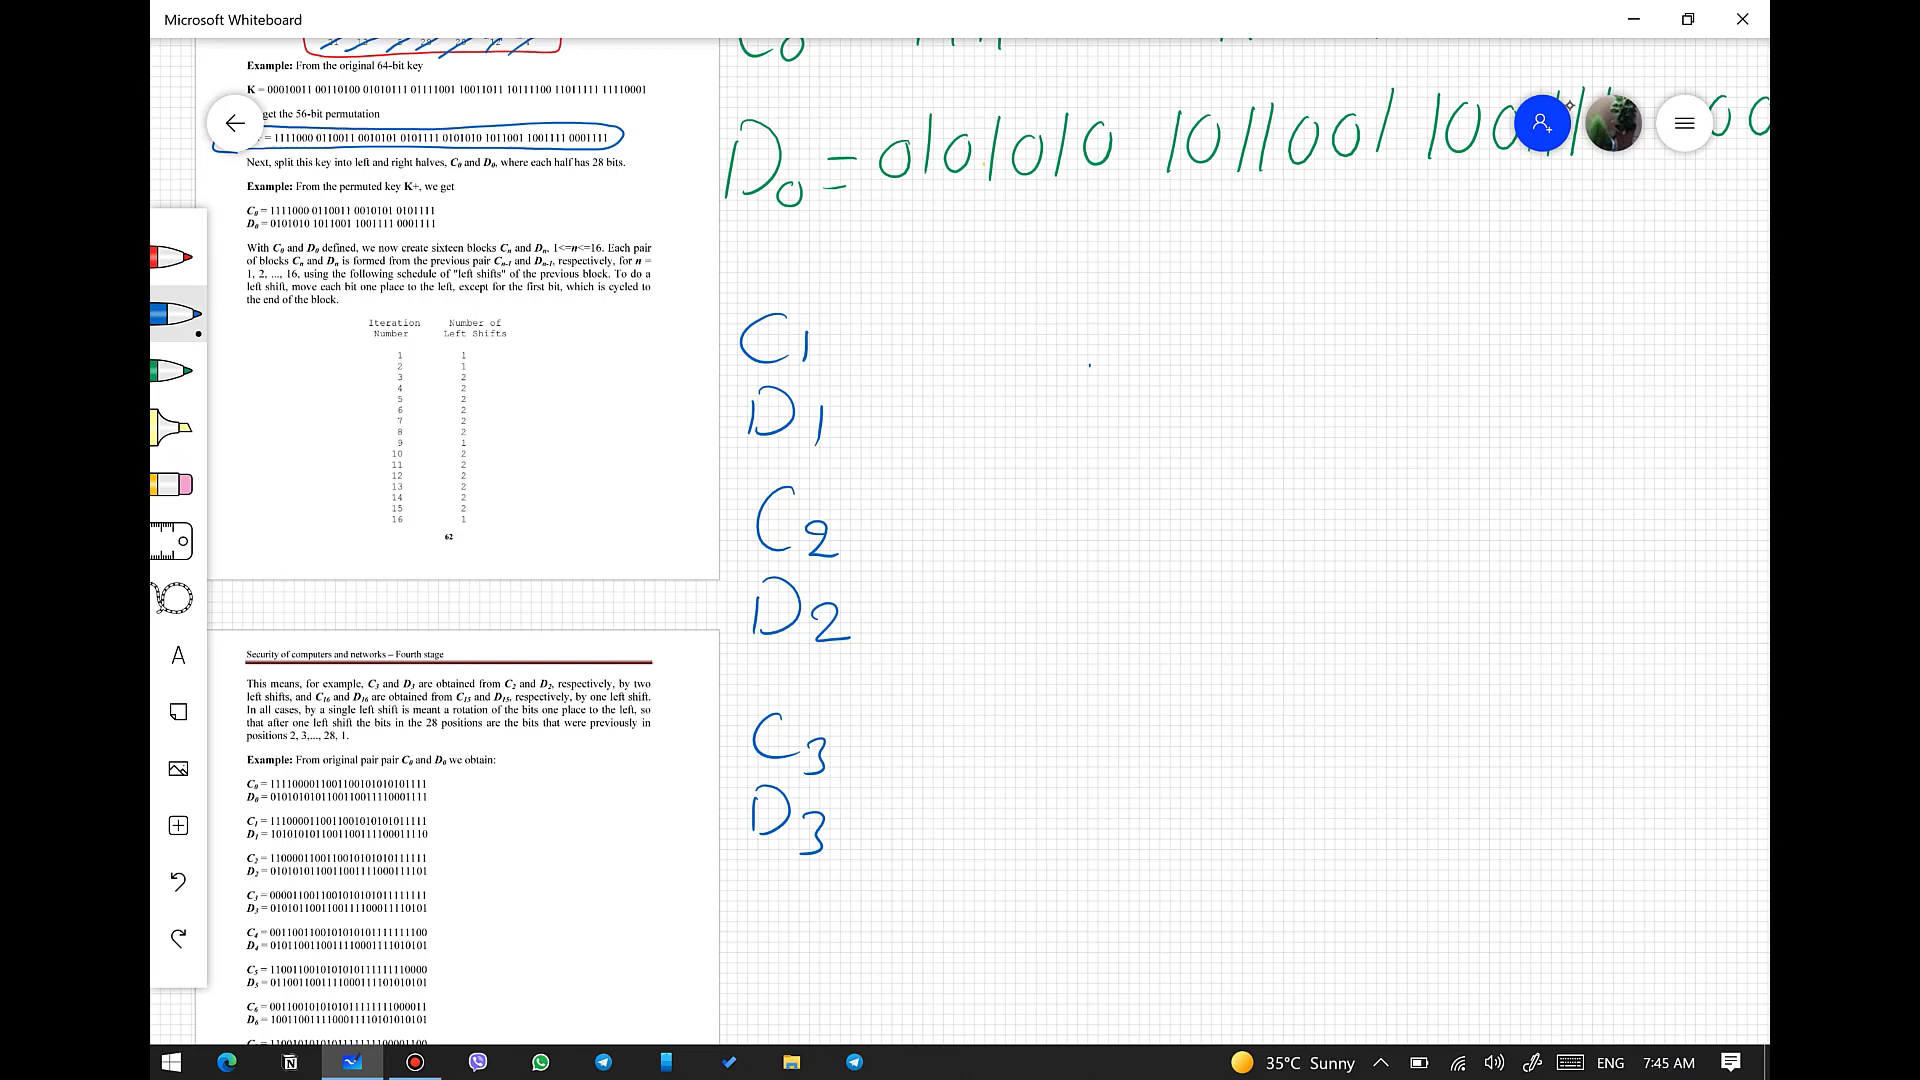 Microsoft Whiteboard
Example: From the original 64-bit key
K = 00010011 00110100 01010111 01111001 10011011 10111100 11011111 11110001
get the 56-bit permutation
= 1111000 0110011 0010101 0101111 0101010 1011001 1001111 0001111
Next, split this key into left and right halves, C0 and D0, where each half has 28 bits.
Example: From the permuted key K+, we get
C0 = 1111000 0110011 0010101 0101111
D0 = 0101010 1011001 1001111 0001111
With C0 and D0 defined, we now create sixteen blocks Cn and Dn, 1<=n<=16. Each pair
of blocks Cn and Dn is formed from the previous pair Cn-1 and Dn-1, respectively, for n =
1, 2, ..., 16, using the following schedule of "left shifts" of the previous block. To do a
left shift, move each bit one place to the left, except for the first bit, which is cycled to
the end of the block.
Iteration Number of
Number Left Shifts
1 1
2 1
3 2
4 2
5 2
6 2
7 2
8 2
9 1
10 2
11 2
12 2
13 2
14 2
15 2
16 1
62
Security of computers and networks – Fourth stage
This means, for example, C3 and D3 are obtained from C2 and D2, respectively, by two
left shifts, and C16 and D16 are obtained from C15 and D15, respectively, by one left shift.
In all cases, by a single left shift is meant a rotation of the bits one place to the left, so
that after one left shift the bits in the 28 positions are the bits that were previously in
positions 2, 3,..., 28, 1.
Example: From original pair pair C0 and D0 we obtain:
C0 = 1111000011001100101010101111
D0 = 0101010101100110011110001111
C1 = 1110000110011001010101011111
D1 = 1010101011001100111100011110
C2 = 1100001100110010101010111111
D2 = 0101010110011001111000111101
C3 = 0000110011001010101011111111
D3 = 0101011001100111100011110101
C4 = 0011001100101010101111111100
D4 = 0101100110011110001111010101
C5 = 1100110010101010111111110000
D5 = 0110011001111000111101010101
C6 = 0011001010101011111111000011
D6 = 1001100111100011110101010101
C0
D0 = 0101010 1011001 100
C1
D1
C2
D2
C3
D3
35°C Sunny
ENG
7:45 AM